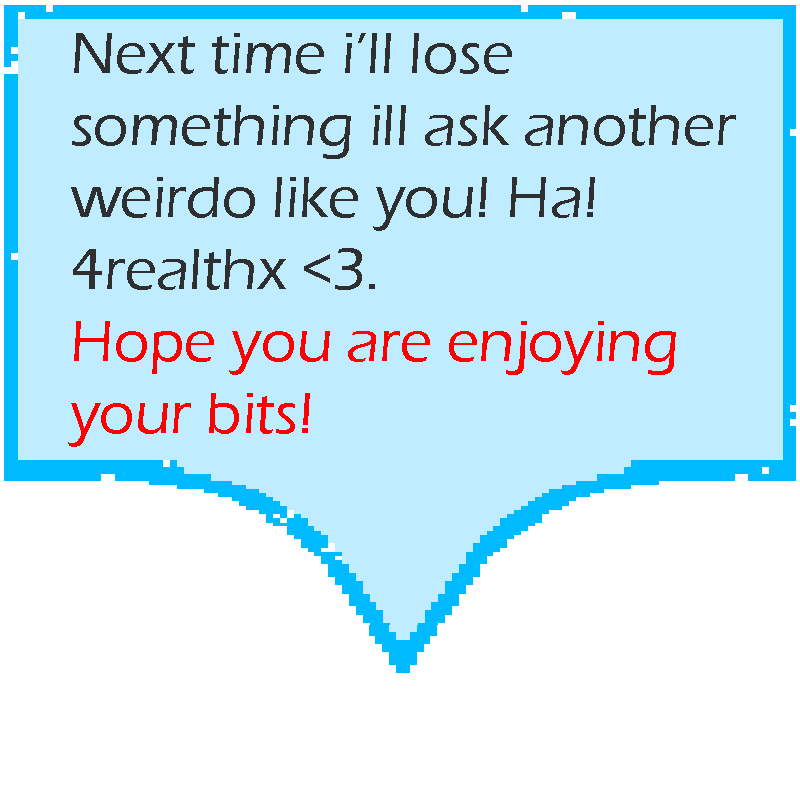 Next time i’ll lose
something ill ask another
weirdo like you! Ha!
4realthx <3.
Hope you are enjoying
your bits!